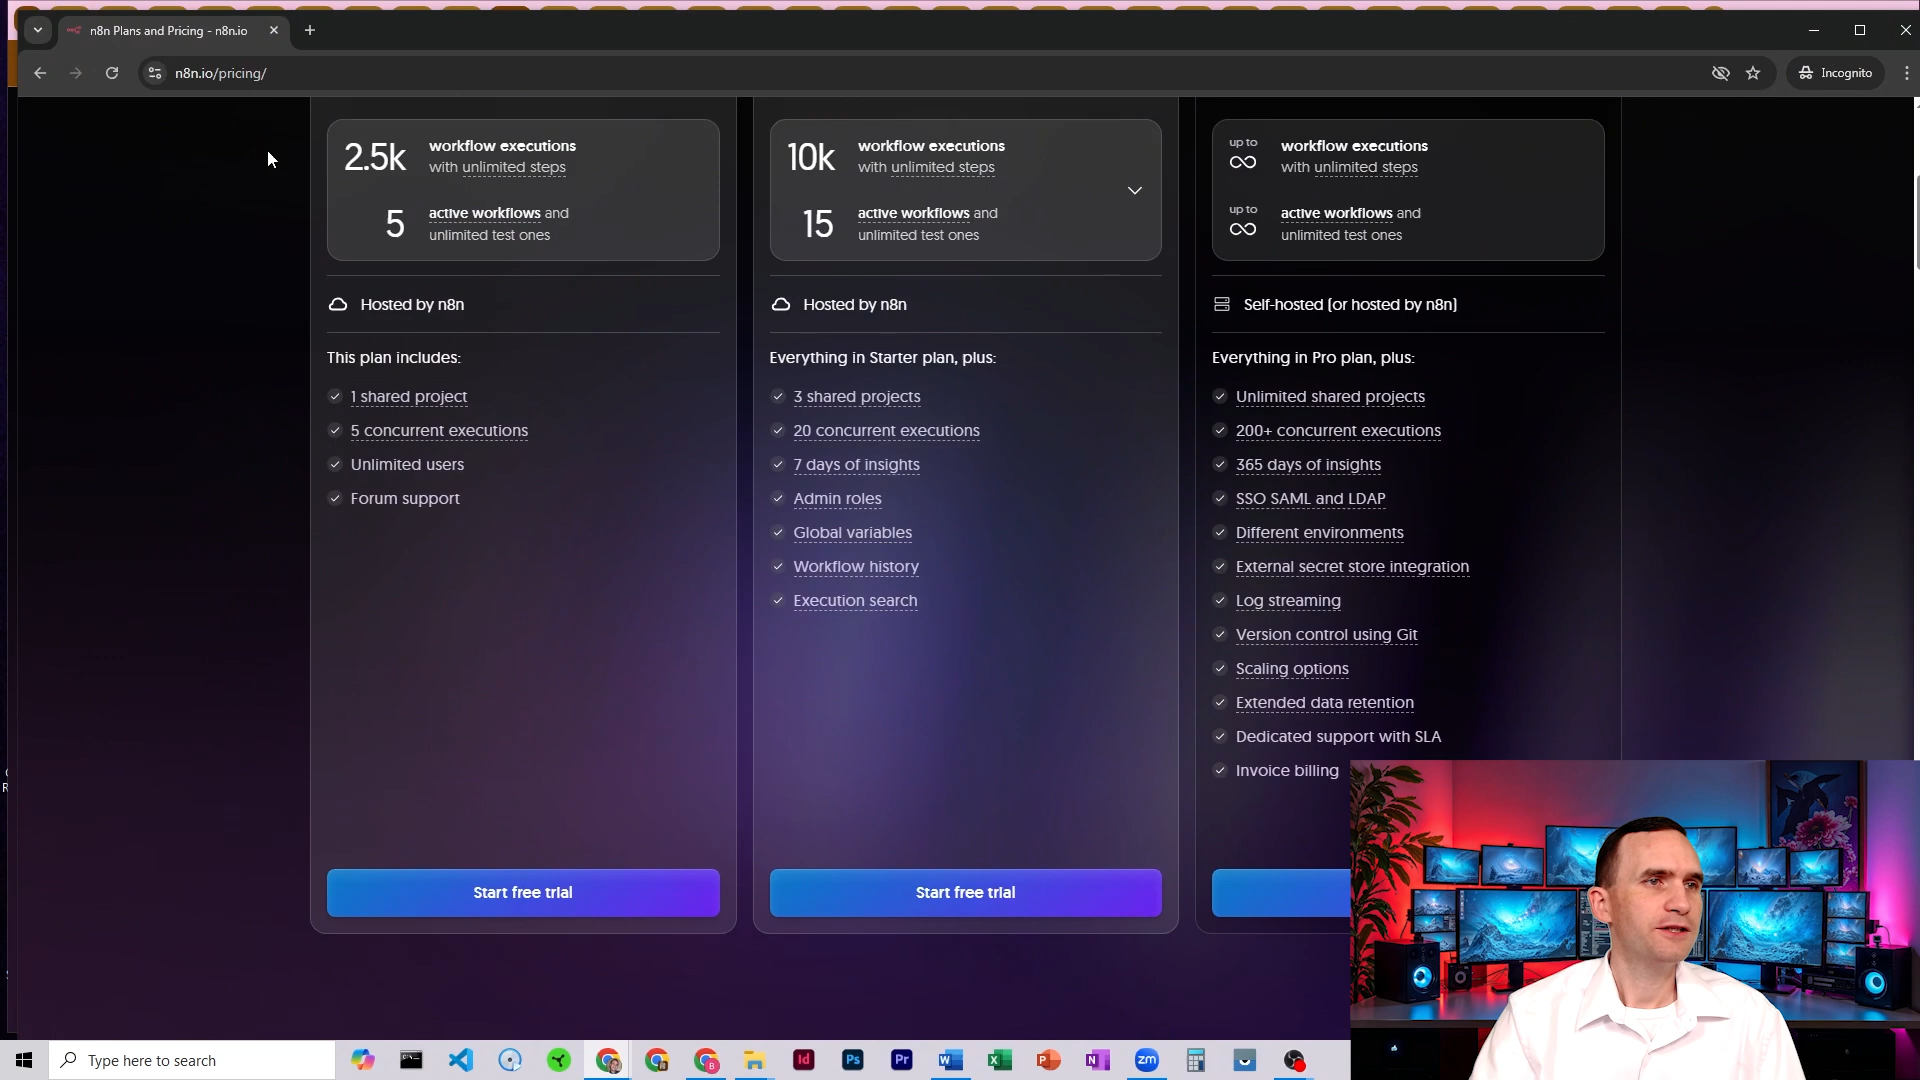 n8n Plans and Pricing - n8n.io
n8n.io/pricing/
Incognito
2.5k
workflow executions
with unlimited steps
5
active workflows and
unlimited test ones
Hosted by n8n
This plan includes:
1 shared project
5 concurrent executions
Unlimited users
Forum support
Start free trial
10k
workflow executions
with unlimited steps
15
active workflows and
unlimited test ones
Hosted by n8n
Everything in Starter plan, plus:
3 shared projects
20 concurrent executions
7 days of insights
Admin roles
Global variables
Workflow history
Execution search
Start free trial
up to
∞
workflow executions
with unlimited steps
up to
∞
active workflows and
unlimited test ones
Self-hosted (or hosted by n8n)
Everything in Pro plan, plus:
Unlimited shared projects
200+ concurrent executions
365 days of insights
SSO SAML and LDAP
Different environments
External secret store integration
Log streaming
Version control using Git
Scaling options
Extended data retention
Dedicated support with SLA
Invoice billing
Type here to search
Id
Ps
Pr
W
X
P
N
zm